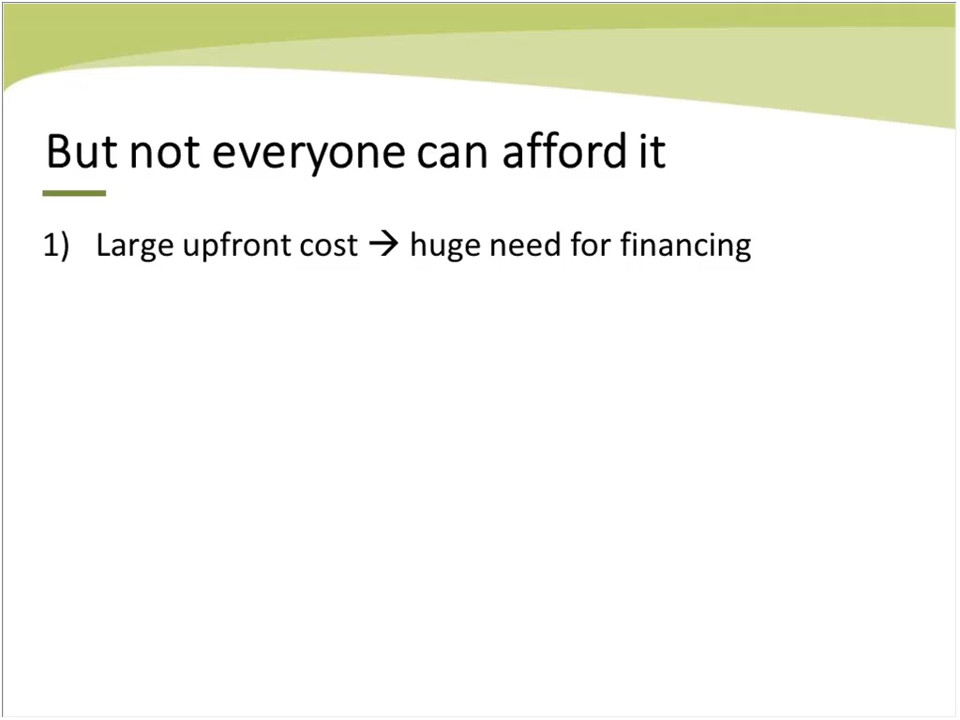 But not everyone can afford it
1) Large upfront cost → huge need for financing